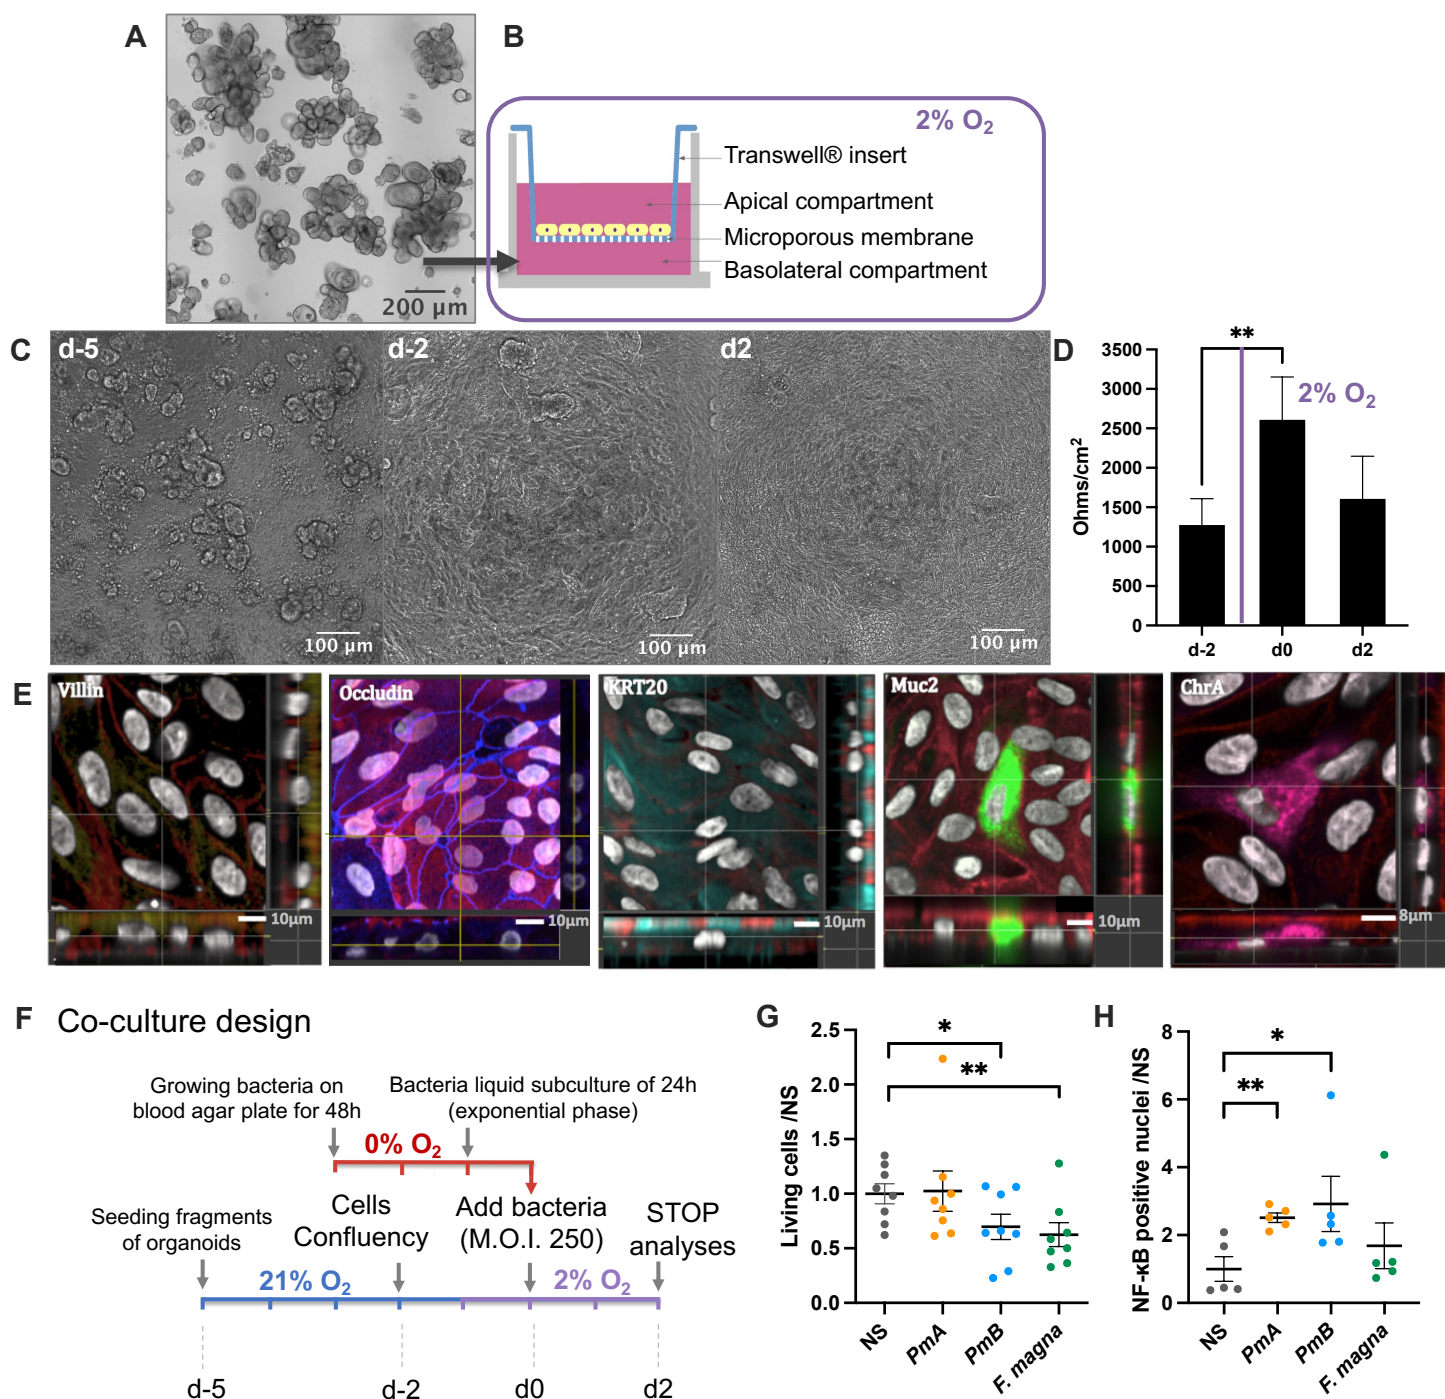 A
200 µm
B
2% O2
Transwell® insert
Apical compartment
Microporous membrane
Basolateral compartment
C
d-5
100 µm
d-2
100 µm
d2
100 µm
D
**
2% O2
Ohms/cm2
3500
3000
2500
2000
1500
1000
500
0
d-2
d0
d2
E
Villin
10µm
Occludin
10µm
KRT20
Muc2
10µm
ChrA
8µm
F
Co-culture design
Growing bacteria on
blood agar plate for 48h
Bacteria liquid subculture of 24h
(exponential phase)
0% O2
Seeding fragments
of organoids
Cells
Confluency
Add bacteria
(M.O.I. 250)
STOP
analyses
21% O2
2% O2
d-5
d-2
d0
d2
G
Living cells /NS
2.5
2.0
1.5
1.0
0.5
0.0
*
**
NS
PmA
PmB
F. magna
H
NF-κB positive nuclei /NS
8
6
4
2
0
*
**
NS
PmA
PmB
F. magna